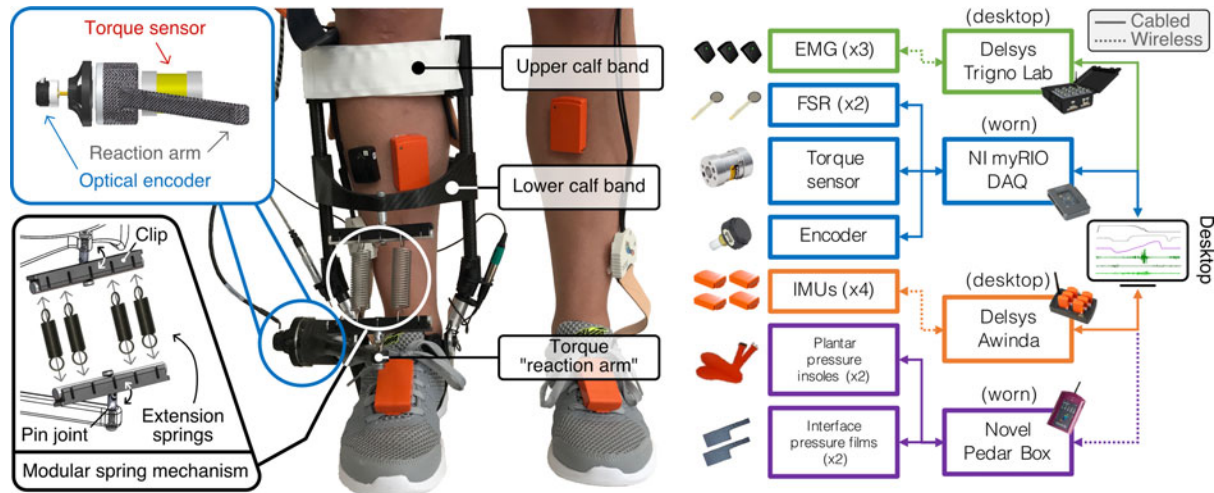 Torque sensor
Reaction arm
Optical encoder
Clip
Pin joint
Extension
springs
Modular spring mechanism
Upper calf band
Lower calf band
Torque
"reaction arm"
Cabled
Wireless
(desktop)
EMG (x3)
Delsys
Trigno Lab
FSR (x2)
(worn)
Torque
sensor
NI myRIO
DAQ
Encoder
Desktop
(desktop)
IMUs (x4)
Delsys
Awinda
Plantar
pressure
insoles (x2)
(worn)
Interface
pressure films
(x2)
Novel
Pedar Box